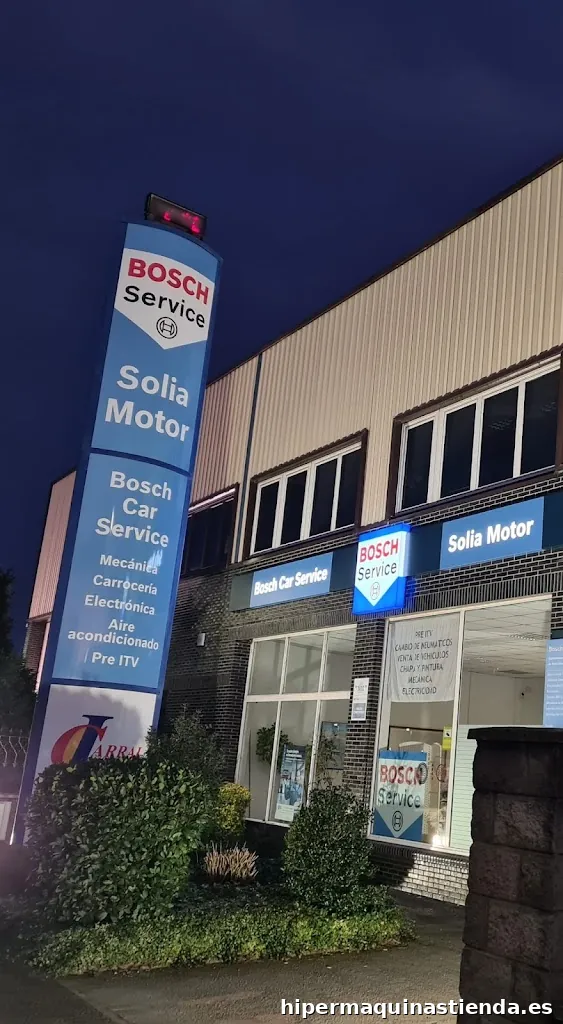 BOSCH
Service
Solia
Motor
Bosch
Car
Service
Mecánica
Carrocería
Electrónica
Aire
acondicionado
Pre ITV
CARRAL
Bosch Car Service
BOSCH
Service
Solia Motor
PRE ITV
CAMBIO DE NEUMATICOS
VENTA DE VEHICULOS
CHAPA Y PINTURA
MECANICA
ELECTRICIDAD
BOSCH
Service
hipermaquinastienda.es